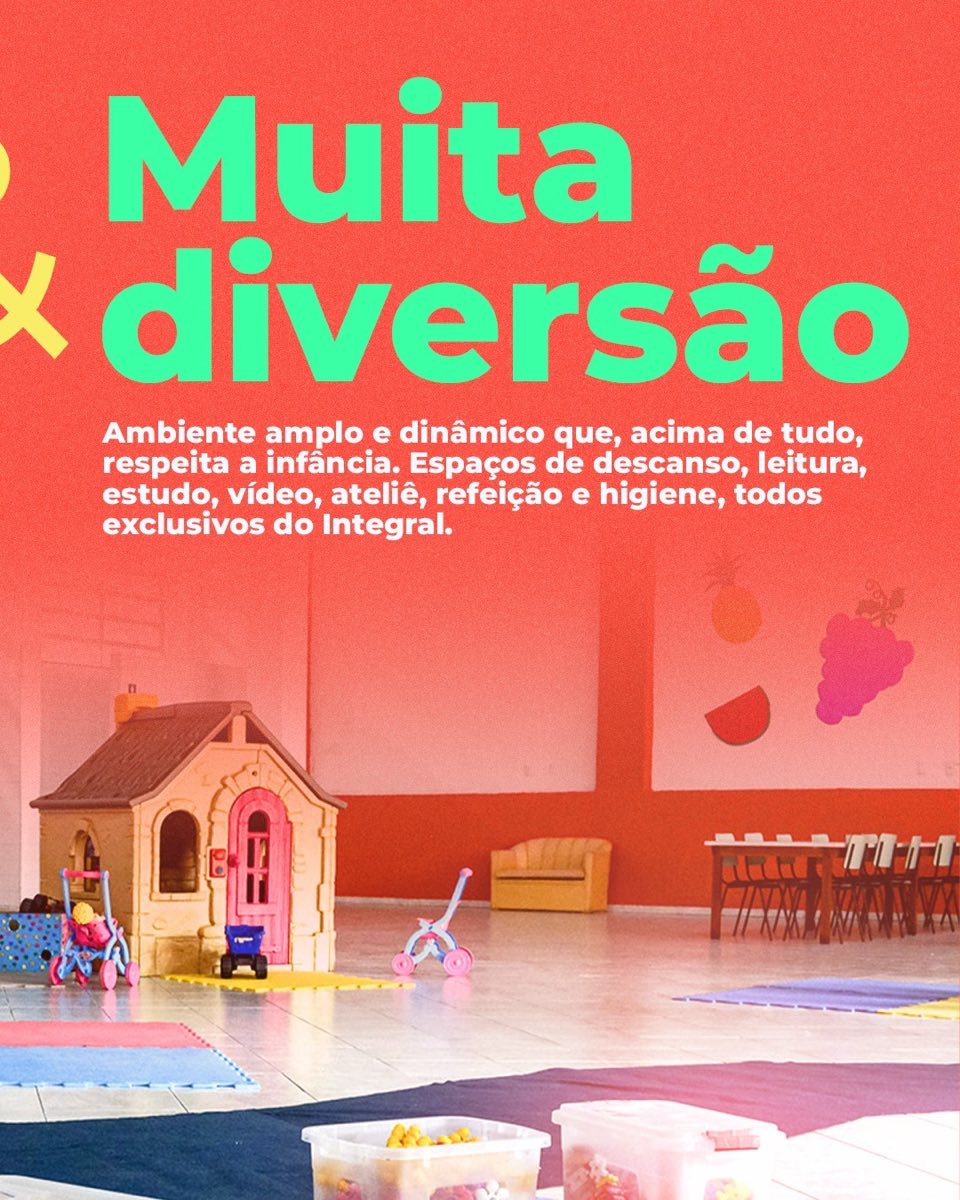 Muita
& diversão
Ambiente amplo e dinâmico que, acima de tudo,
respeita a infância. Espaços de descanso, leitura,
estudo, vídeo, ateliê, refeição e higiene, todos
exclusivos do Integral.